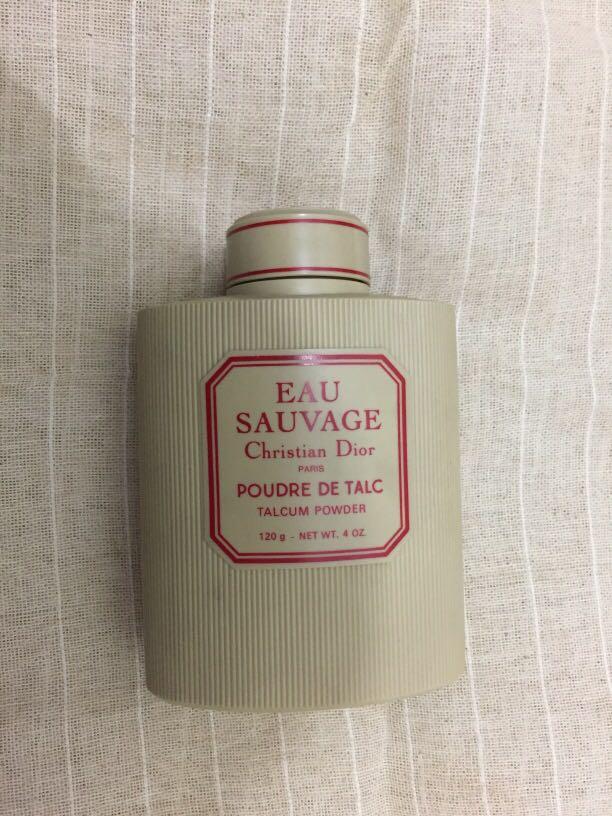 EAU
SAUVAGE
Christian Dior
PARIS
POUDRE DE TALC
TALCUM POWDER
120 g - NET WT. 4 OZ.